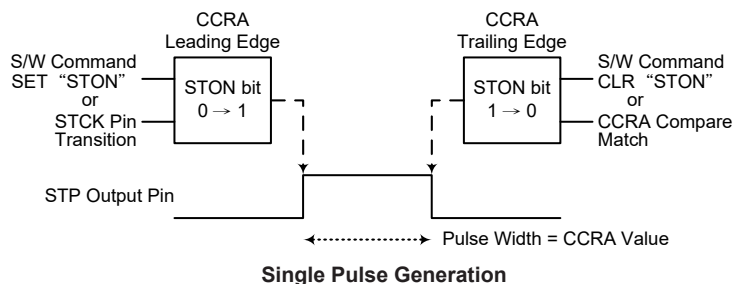 CCRA
Leading Edge
S/W Command
SET “STON”
or
STCK Pin
Transition
STON bit
0 → 1
CCRA
Trailing Edge
STON bit
1 → 0
S/W Command
CLR “STON”
or
CCRA Compare
Match
STP Output Pin
Pulse Width = CCRA Value
Single Pulse Generation